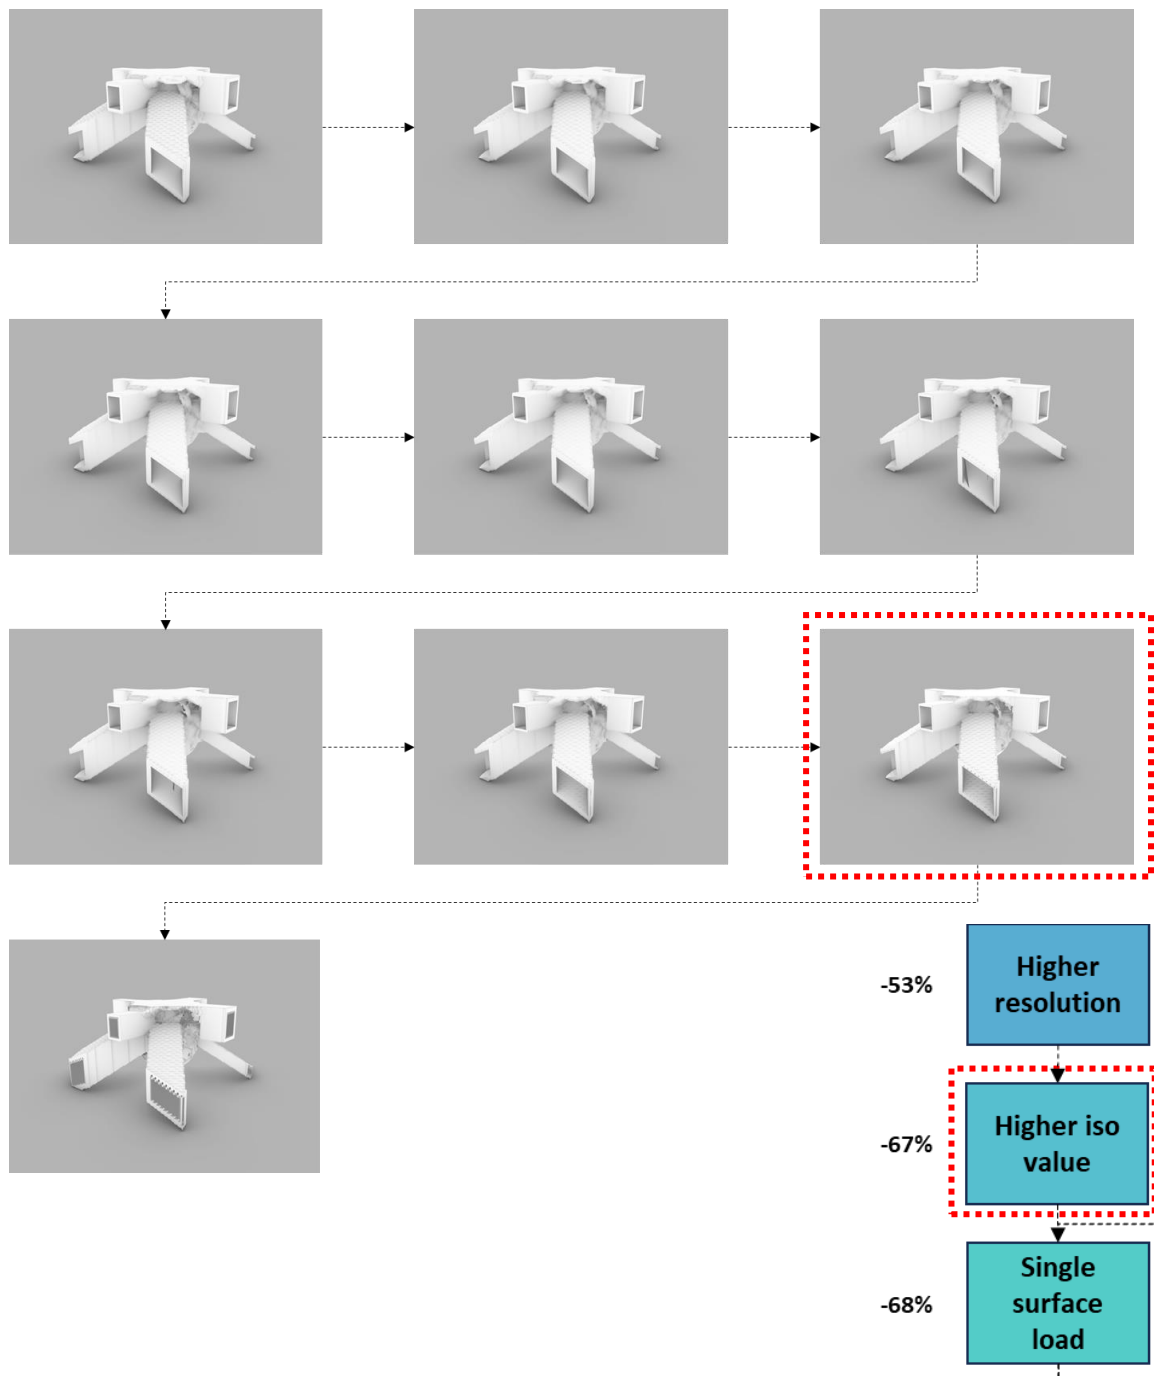 -53%
Higher
resolution
-67%
Higher iso
value
-68%
Single
surface
load